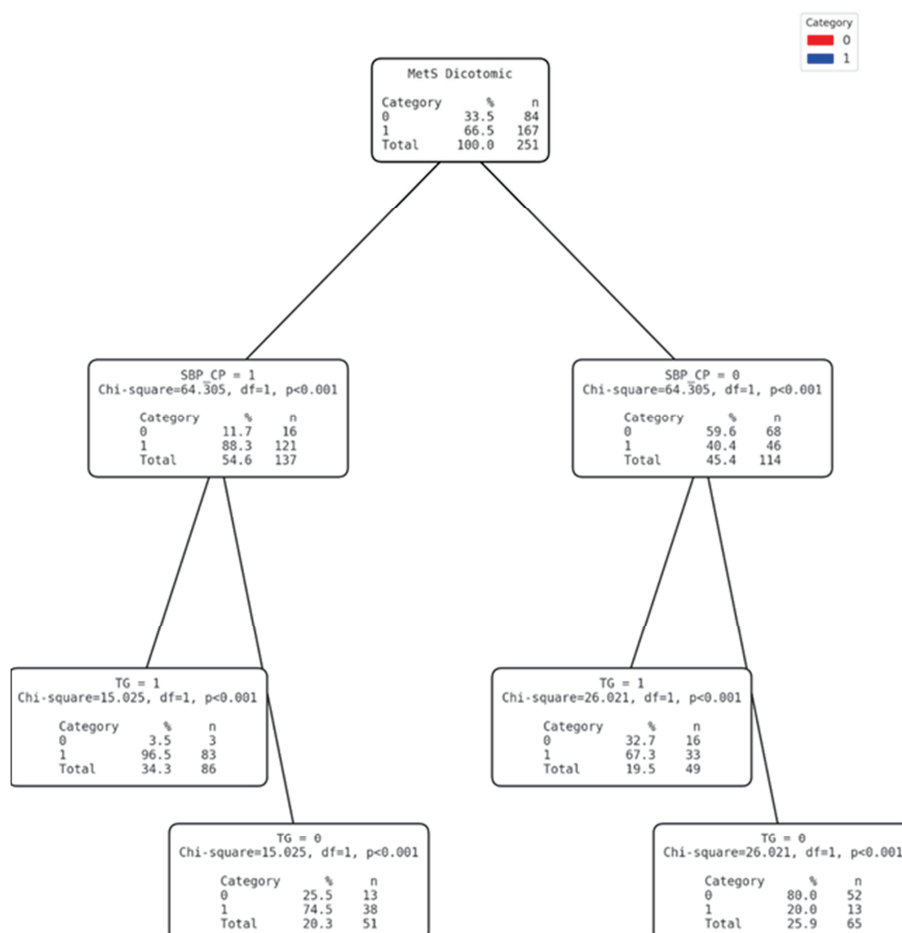 Category
0
1
MetS Dicotomic
Category % n
0 33.5 84
1 66.5 167
Total 100.0 251
SBP_CP = 1
Chi-square=64.305, df=1, p<0.001
Category % n
0 11.7 16
1 88.3 121
Total 54.6 137
SBP_CP = 0
Chi-square=64.305, df=1, p<0.001
Category % n
0 59.6 68
1 40.4 46
Total 45.4 114
TG = 1
Chi-square=15.025, df=1, p<0.001
Category % n
0 3.5 3
1 96.5 83
Total 34.3 86
TG = 1
Chi-square=26.021, df=1, p<0.001
Category % n
0 32.7 16
1 67.3 33
Total 19.5 49
TG = 0
Chi-square=15.025, df=1, p<0.001
Category % n
0 25.5 13
1 74.5 38
Total 20.3 51
TG = 0
Chi-square=26.021, df=1, p<0.001
Category % n
0 80.0 52
1 20.0 13
Total 25.9 65